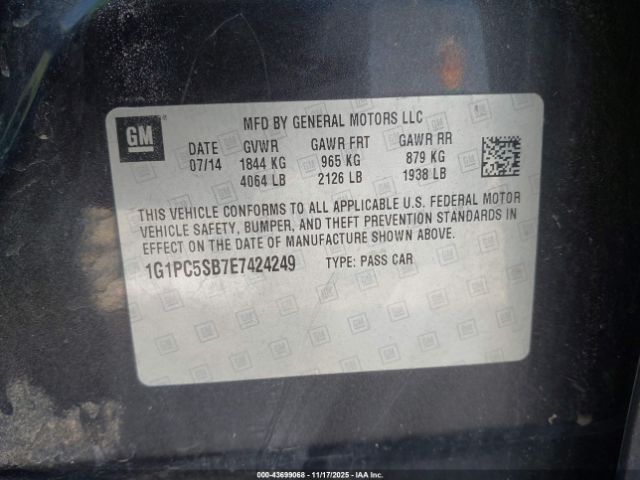 GM
MFD BY GENERAL MOTORS LLC
DATE GVWR GAWR FRT GAWR RR
07/14 1844 KG 965 KG 879 KG
4064 LB 2126 LB 1938 LB
THIS VEHICLE CONFORMS TO ALL APPLICABLE U.S. FEDERAL MOTOR
VEHICLE SAFETY, BUMPER, AND THEFT PREVENTION STANDARDS IN
EFFECT ON THE DATE OF MANUFACTURE SHOWN ABOVE.
1G1PC5SB7E7424249 TYPE: PASS CAR
000-43699068 - 11/17/2025 - IAA Inc.